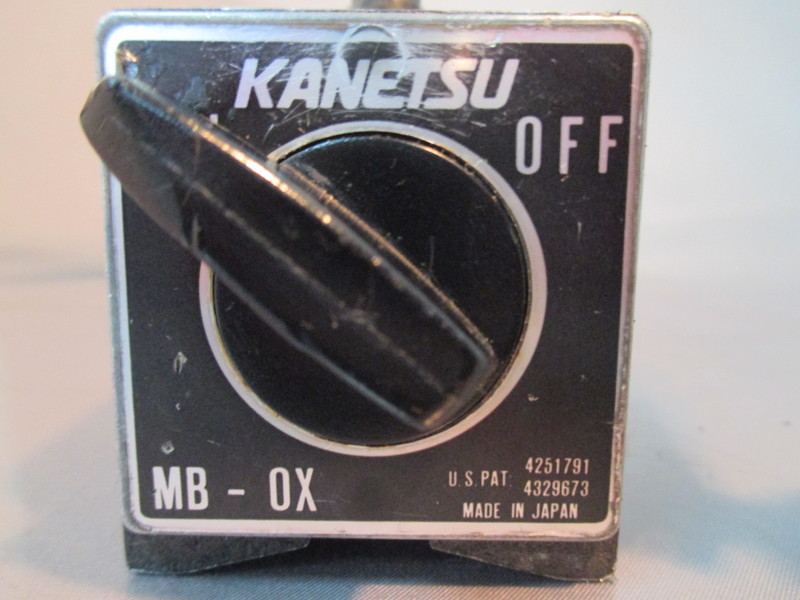 KANETSU
OFF
MB - OX
U.S. PAT. 4251791
4329673
MADE IN JAPAN